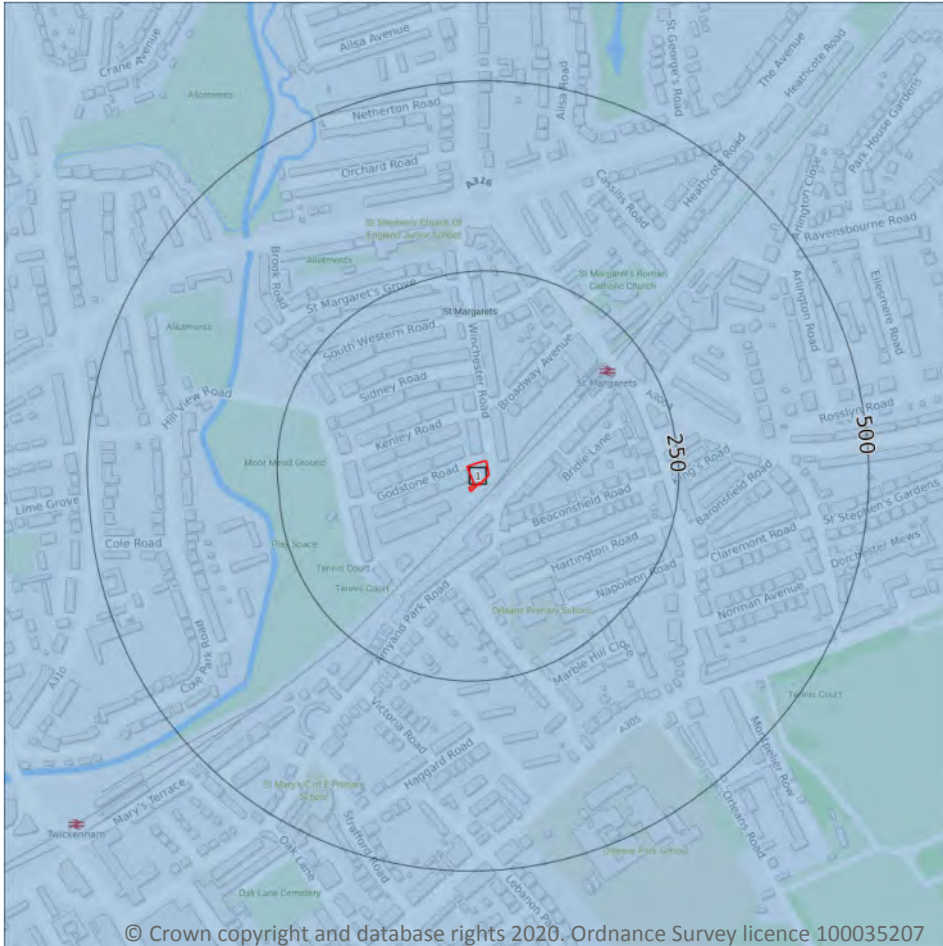 Ailsa Avenue
Crane Avenue
Allotments
Netherton Road
Ailsa Road
St George's Road
The Avenue
Heathcote Road
Park House Gardens
Orchard Road
A316
Cassilis Road
Heathcote Road
Arlington Close
Ravensbourne Road
St Stephen's Church Of
England Junior School
Brook Road
Allotments
St Margaret's Grove
St Margaret's Roman
Catholic Church
Arlington Road
Ellesmere Road
St Margarets
Allotments
South Western Road
Winchester Road
Broadway Avenue
St Margarets
Sidney Road
Hill View Road
Rosslyn Road
500
250
Kenley Road
Bridie Lane
King's Road
Moor Mead Ground
Godstone Road
1
Baronsfield Road
St Stephen's Gardens
Lime Grove
Beaconsfield Road
Cole Road
Play Space
Hartington Road
Claremont Road
Dorchester Mews
Tennis Court
Tennis Court
Napoleon Road
Norman Avenue
Amyand Park Road
Orleans Primary School
Cole Park Road
Marble Hill Close
A310
Tennis Court
Victoria Road
A305
Montpelier Row
Haggard Road
St Mary's C of E Primary
School
Mary's Terrace
Twickenham
Strafford Road
Orleans Road
Orleans Park School
Oak Lane
Oak Lane Cemetery
Lebanon
© Crown copyright and database rights 2020. Ordnance Survey licence 100035207